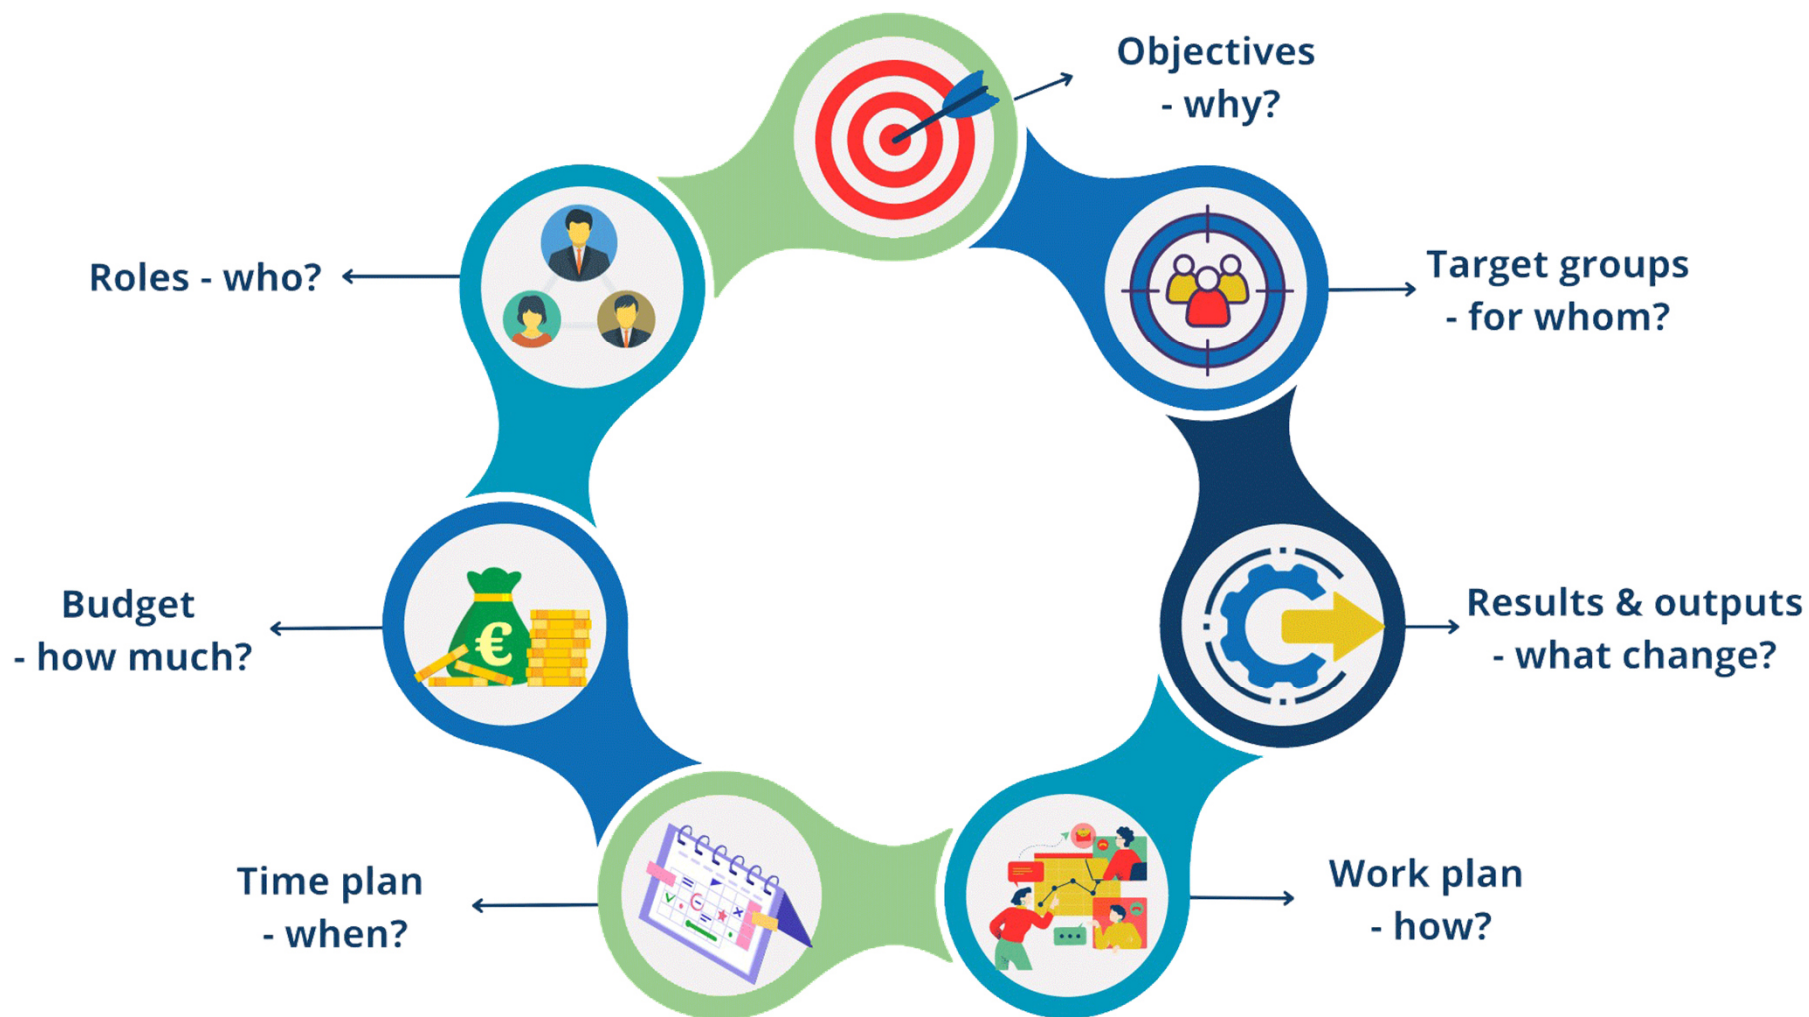 Objectives
- why?
Target groups
- for whom?
Results & outputs
- what change?
Work plan
- how?
Time plan
- when?
Budget
- how much?
Roles - who?
€